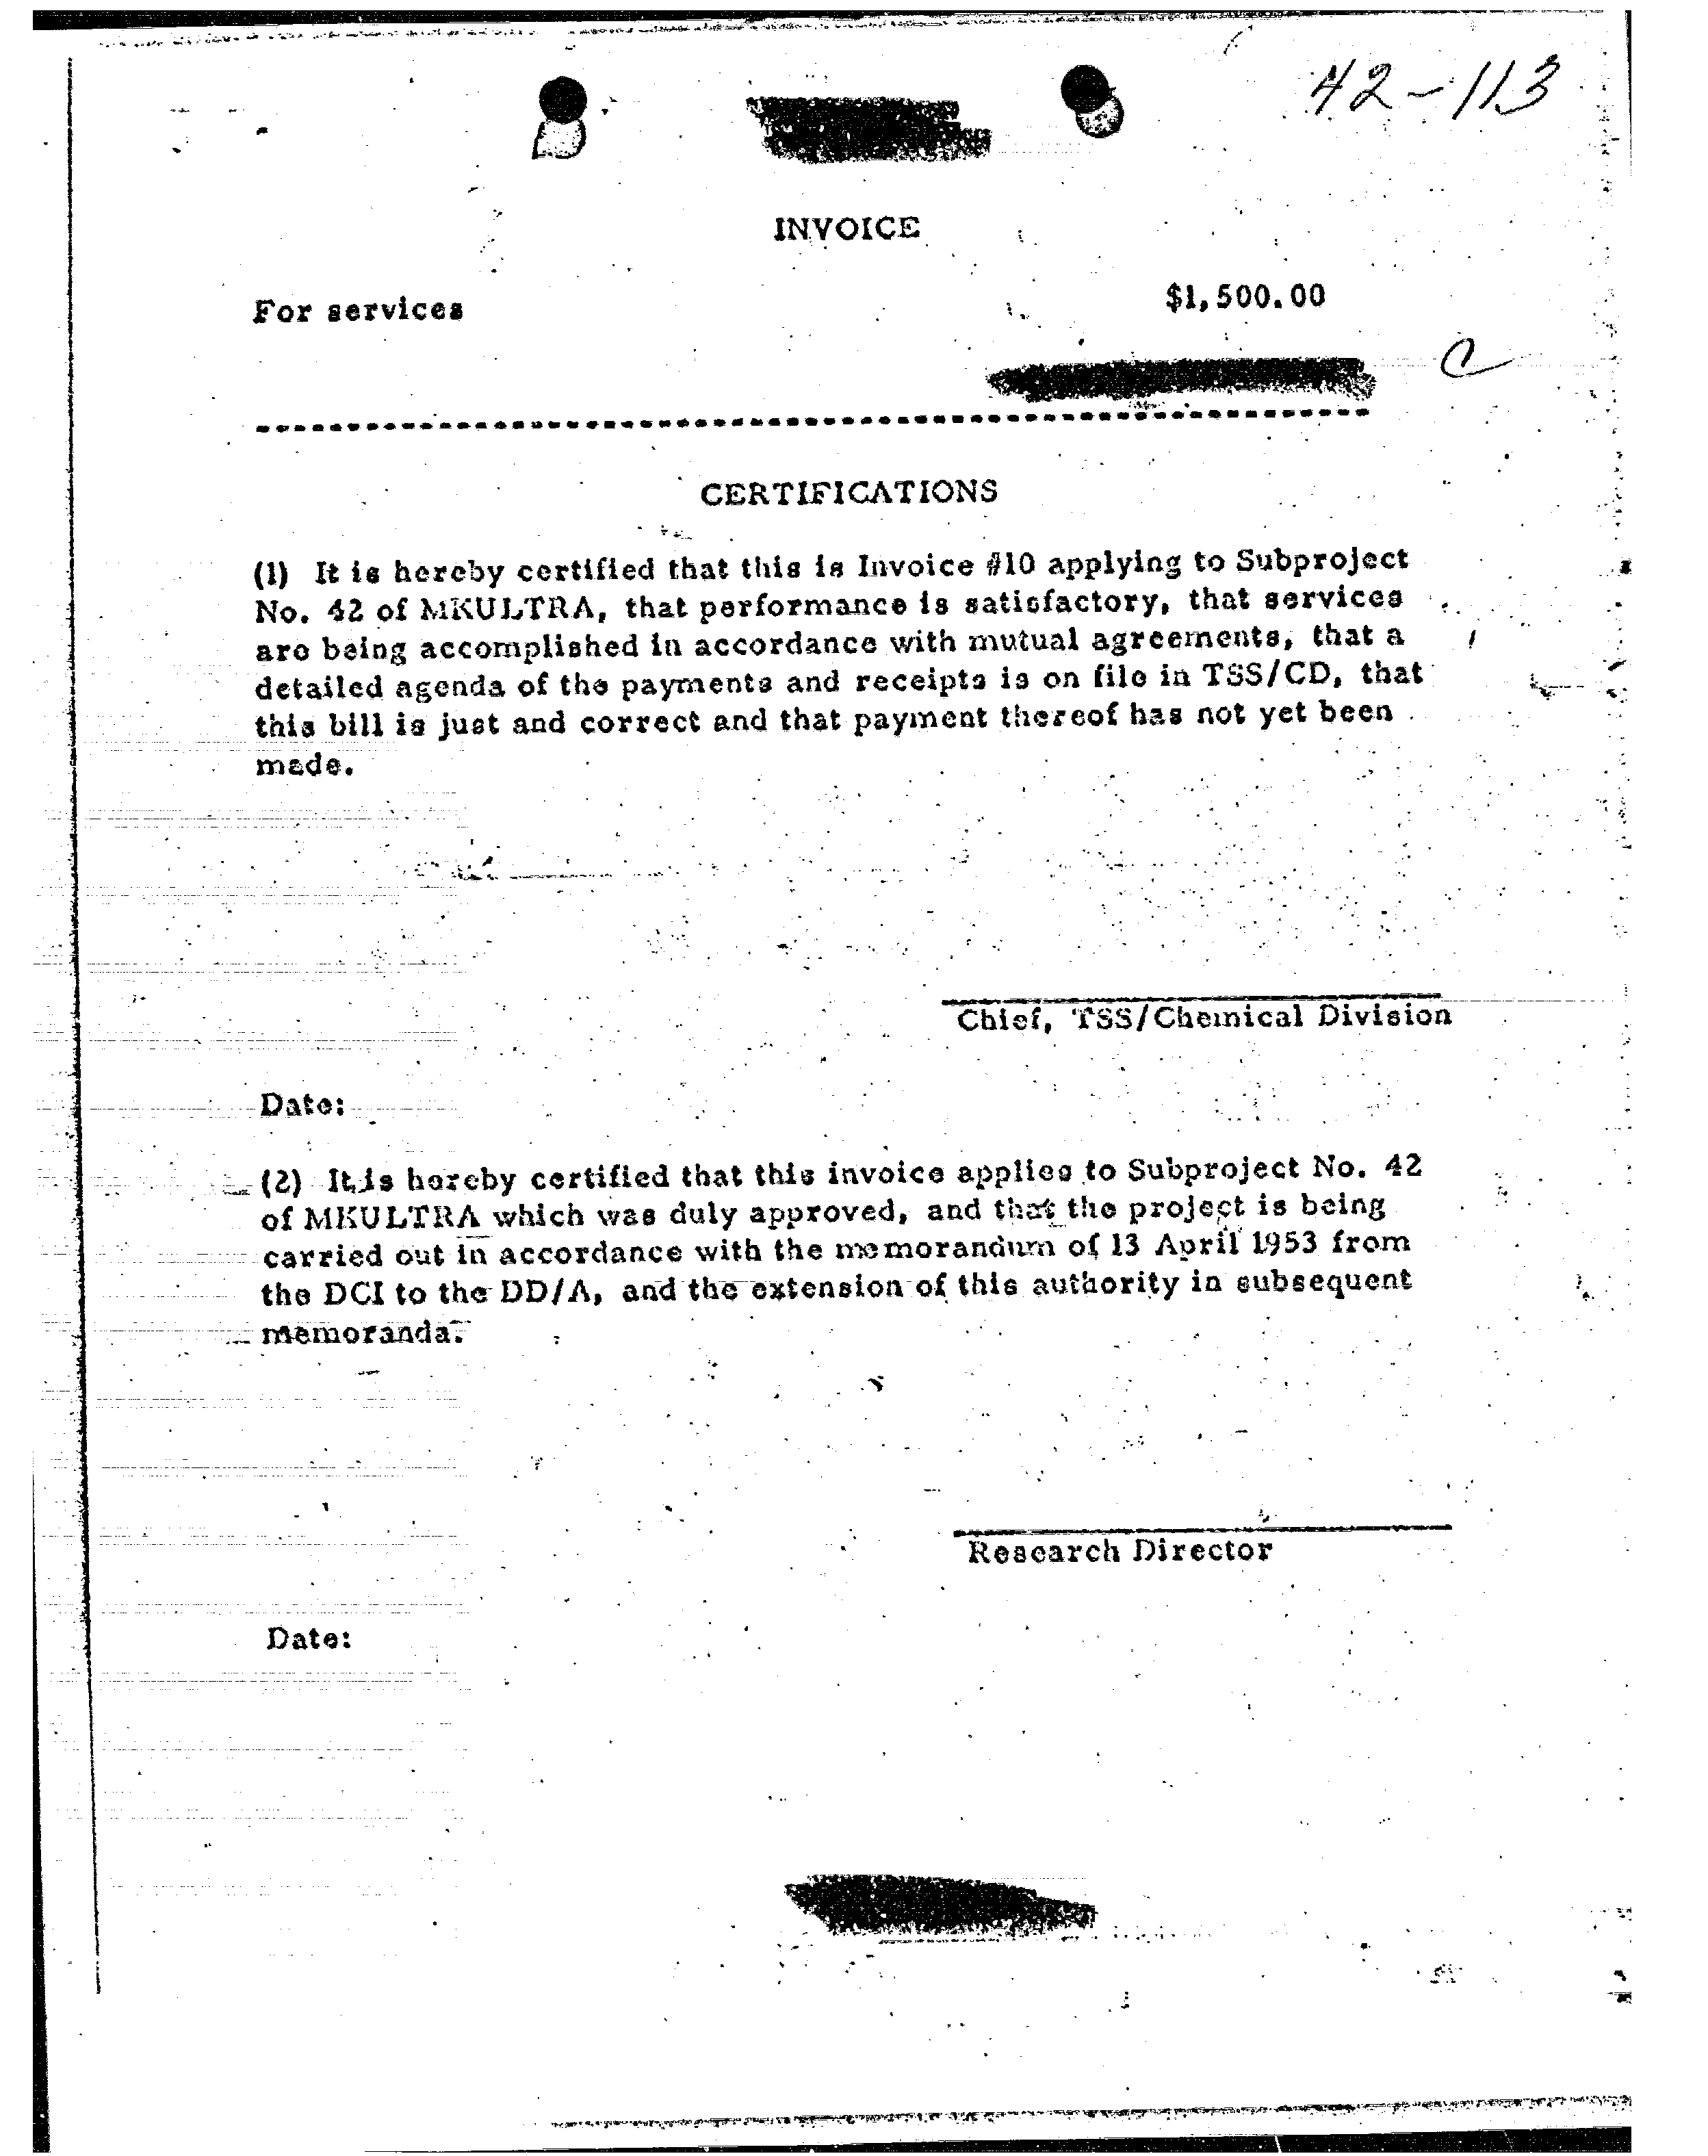 42-113
INVOICE
For services $1,500.00
CERTIFICATIONS
(1) It is hereby certified that this is Invoice #10 applying to Subproject
No. 42 of MKULTRA, that performance is satisfactory, that services
are being accomplished in accordance with mutual agreements, that a
detailed agenda of the payments and receipts is on file in TSS/CD, that
this bill is just and correct and that payment thereof has not yet been
made.
Chief, TSS/Chemical Division
Date:
(2) It is hereby certified that this invoice applies to Subproject No. 42
of MKULTRA which was duly approved, and that the project is being
carried out in accordance with the memorandum of 13 April 1953 from
the DCI to the DD/A, and the extension of this authority in subsequent
memoranda.
Research Director
Date: